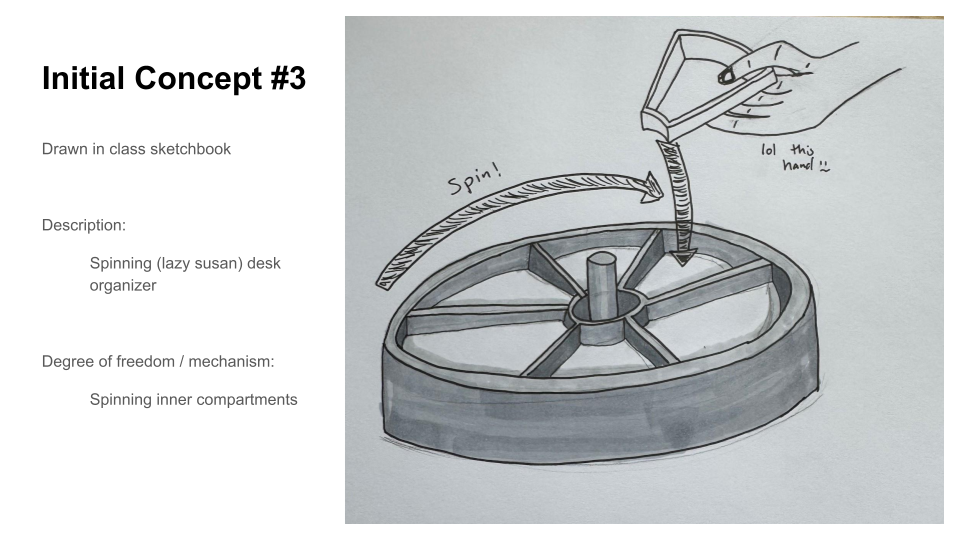 Initial Concept #3
Drawn in class sketchbook
Description:
Spinning (lazy susan) desk
organizer
Degree of freedom / mechanism:
Spinning inner compartments
Spin!
lol this
hand